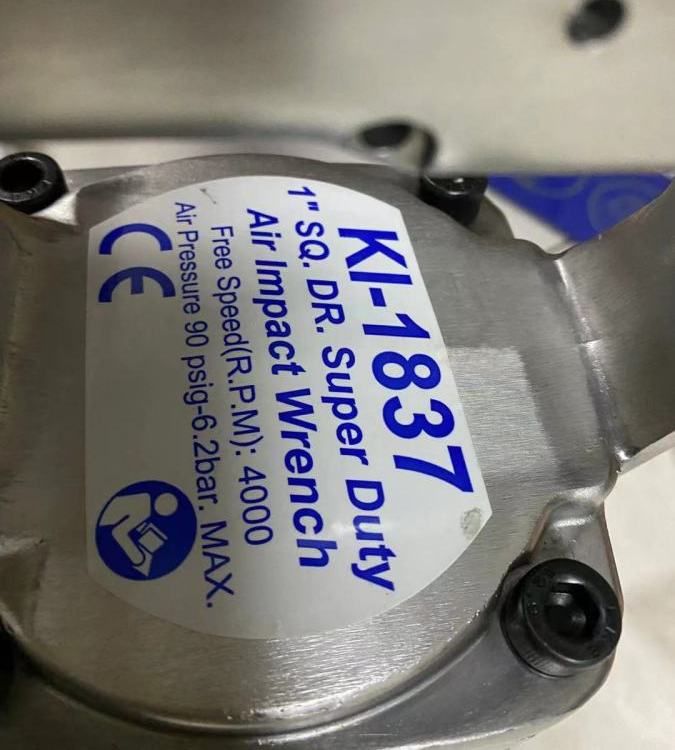 KI-1837
1" SQ. DR. Super Duty
Air Impact Wrench
Free Speed(R.P.M): 4000
Air Pressure 90 psig-6.2bar. MAX.
CE